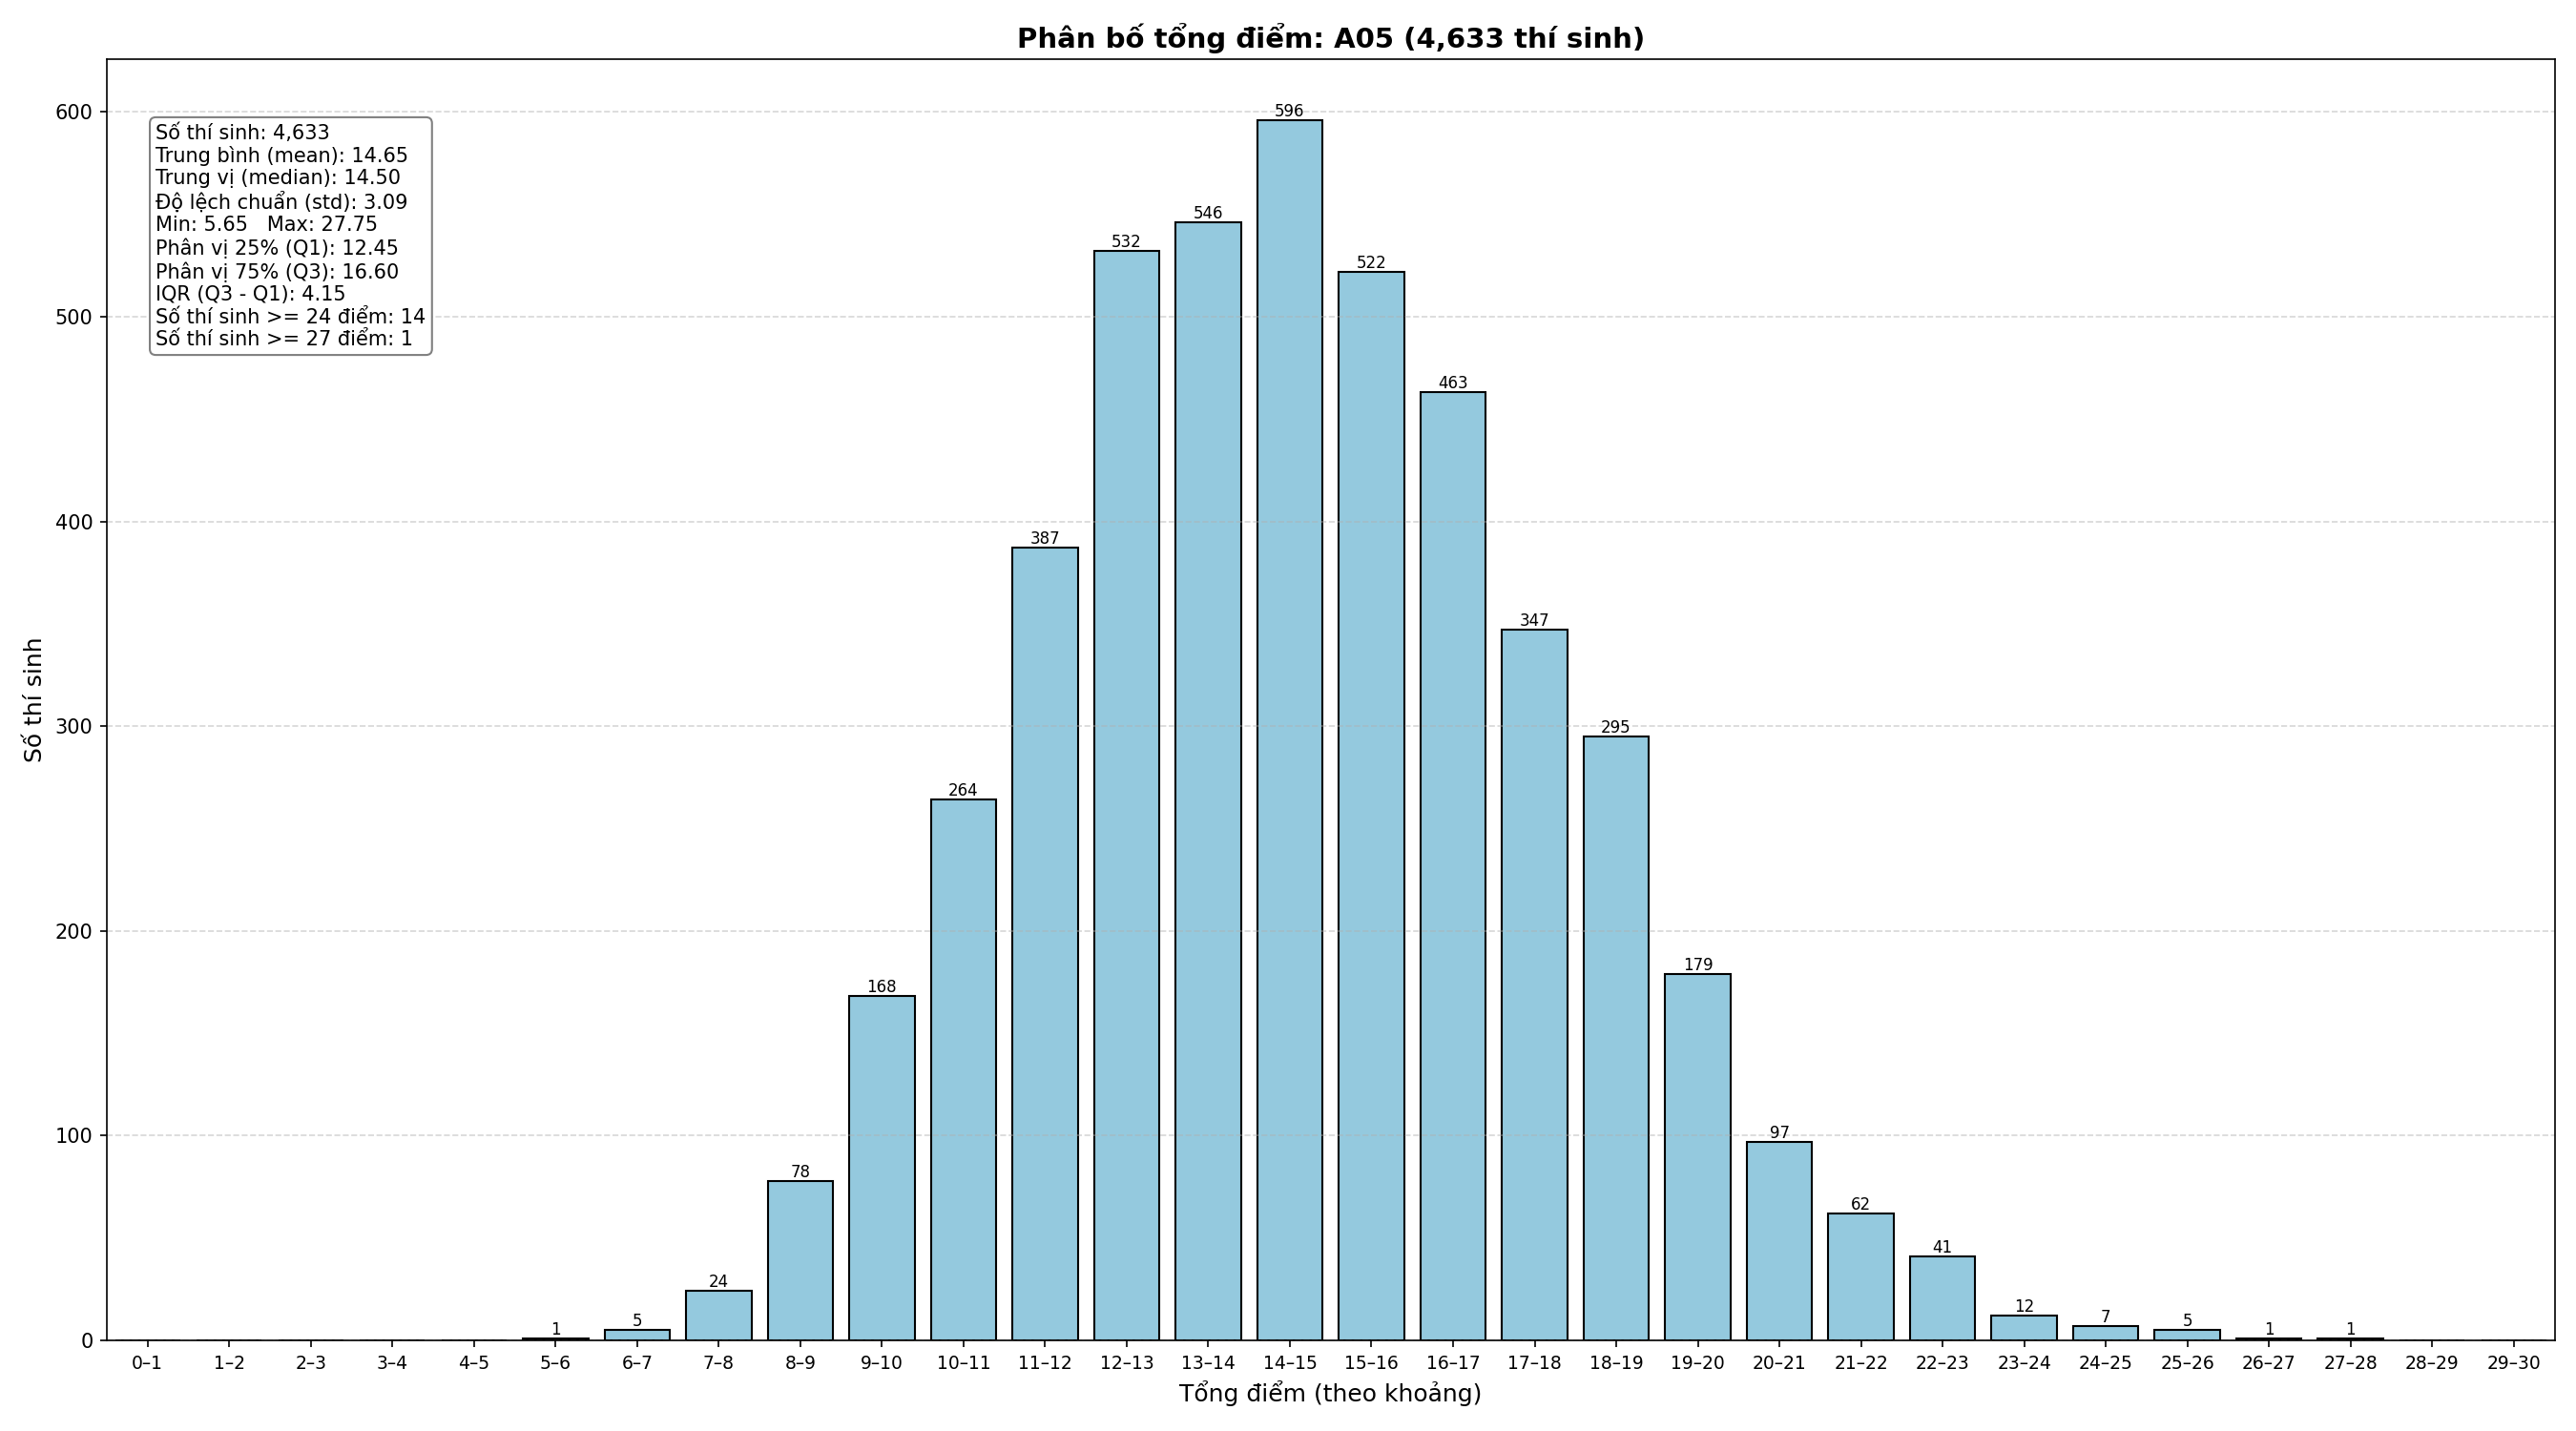 Phân bố tổng điểm: A05 (4,633 thí sinh)
Số thí sinh: 4,633
Trung bình (mean): 14.65
Trung vị (median): 14.50
Độ lệch chuẩn (std): 3.09
Min: 5.65   Max: 27.75
Phân vị 25% (Q1): 12.45
Phân vị 75% (Q3): 16.60
IQR (Q3 - Q1): 4.15
Số thí sinh >= 24 điểm: 14
Số thí sinh >= 27 điểm: 1
Số thí sinh
600
500
400
300
200
100
0
1
5
24
78
168
264
387
532
546
596
522
463
347
295
179
97
62
41
12
7
5
1
1
0–1 1–2 2–3 3–4 4–5 5–6 6–7 7–8 8–9 9–10 10–11 11–12 12–13 13–14 14–15 15–16 16–17 17–18 18–19 19–20 20–21 21–22 22–23 23–24 24–25 25–26 26–27 27–28 28–29 29–30
Tổng điểm (theo khoảng)